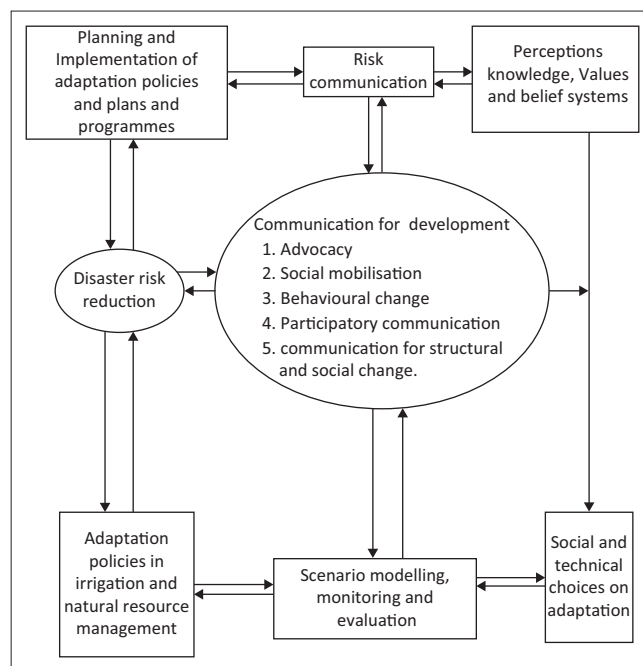 Planning and
Implementation of
adaptation policies
and plans and
programmes
Risk
communication
Perceptions
knowledge, Values
and belief systems
Communication for development
1. Advocacy
2. Social mobilisation
3. Behavioural change
4. Participatory communication
5. communication for structural
and social change.
Disaster risk
reduction
Adaptation
policies in
irrigation and
natural resource
management
Scenario modelling,
monitoring and
evaluation
Social and
technical
choices on
adaptation